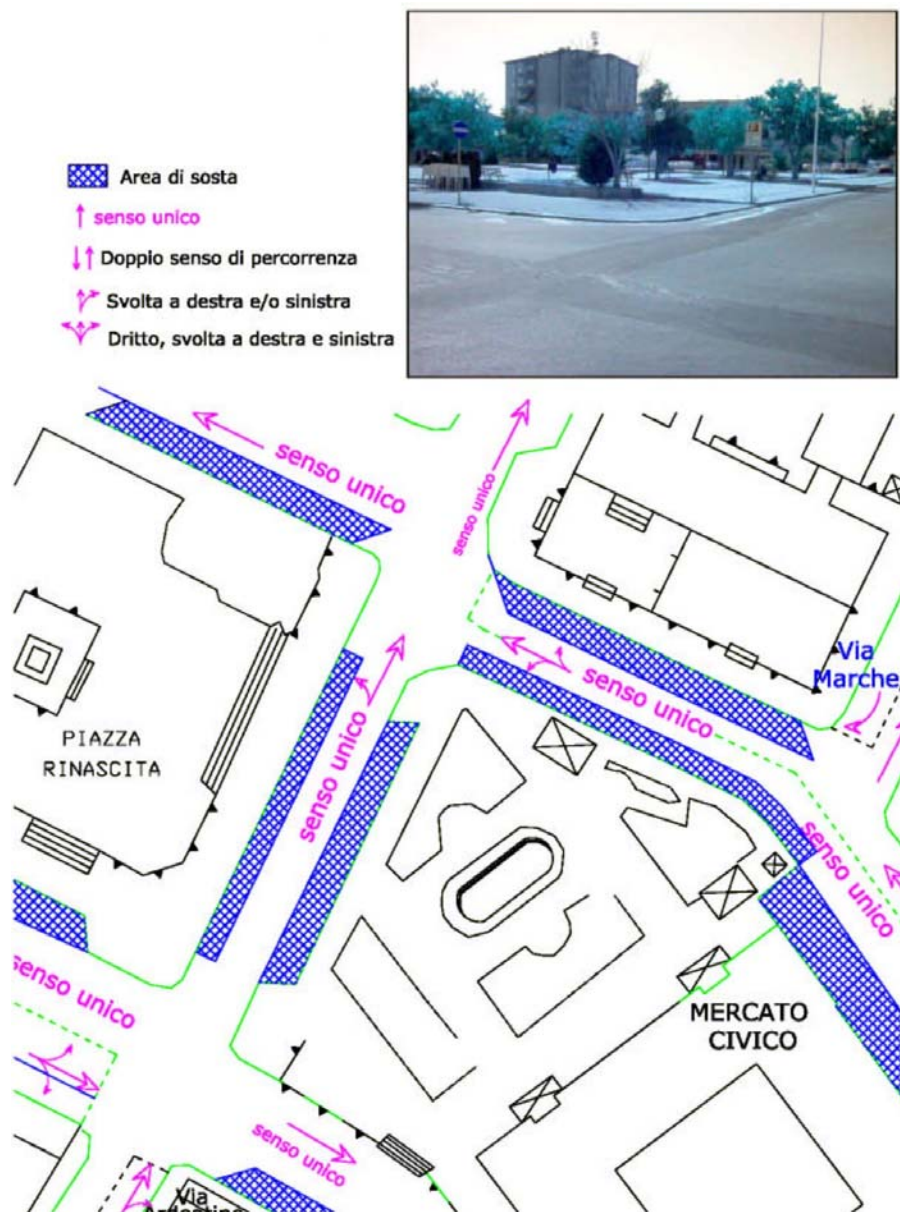 Area di sosta
senso unico
Doppio senso di percorrenza
Svolta a destra e/o sinistra
Dritto, svolta a destra e sinistra
senso unico
senso unico
senso unico
Via
Marche
senso unico
PIAZZA
RINASCITA
senso unico
senso unico
MERCATO
CIVICO
senso unico
Via